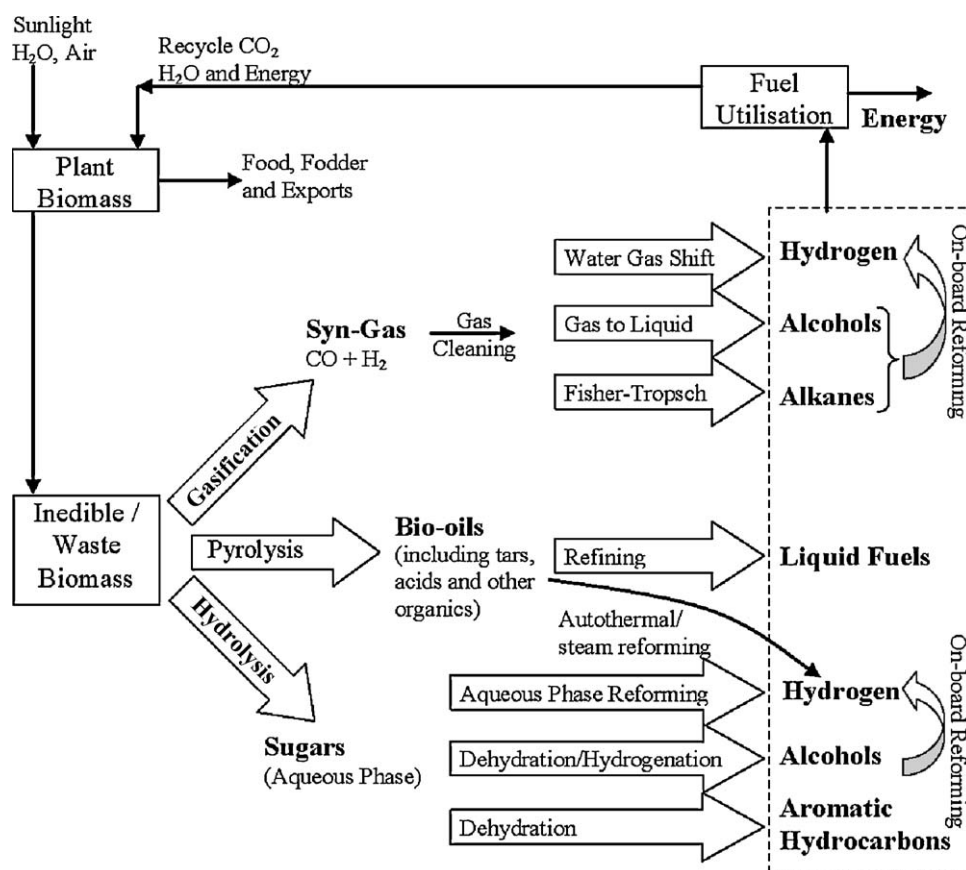 Sunlight
H₂O, Air
Recycle CO₂
H₂O and Energy
Fuel
Utilisation
Energy
Plant
Biomass
Food, Fodder
and Exports
Water Gas Shift
Hydrogen
On-board Reforming
Syn-Gas
CO + H₂
Gas
Cleaning
Gas to Liquid
Alcohols
Fisher-Tropsch
Alkanes
Gasification
Inedible /
Waste
Biomass
Pyrolysis
Bio-oils
(including tars,
acids and other
organics)
Refining
Liquid Fuels
Hydrolysis
Autothermal/
steam reforming
Aqueous Phase Reforming
Hydrogen
On-board Reforming
Sugars
(Aqueous Phase)
Dehydration/Hydrogenation
Alcohols
Dehydration
Aromatic
Hydrocarbons